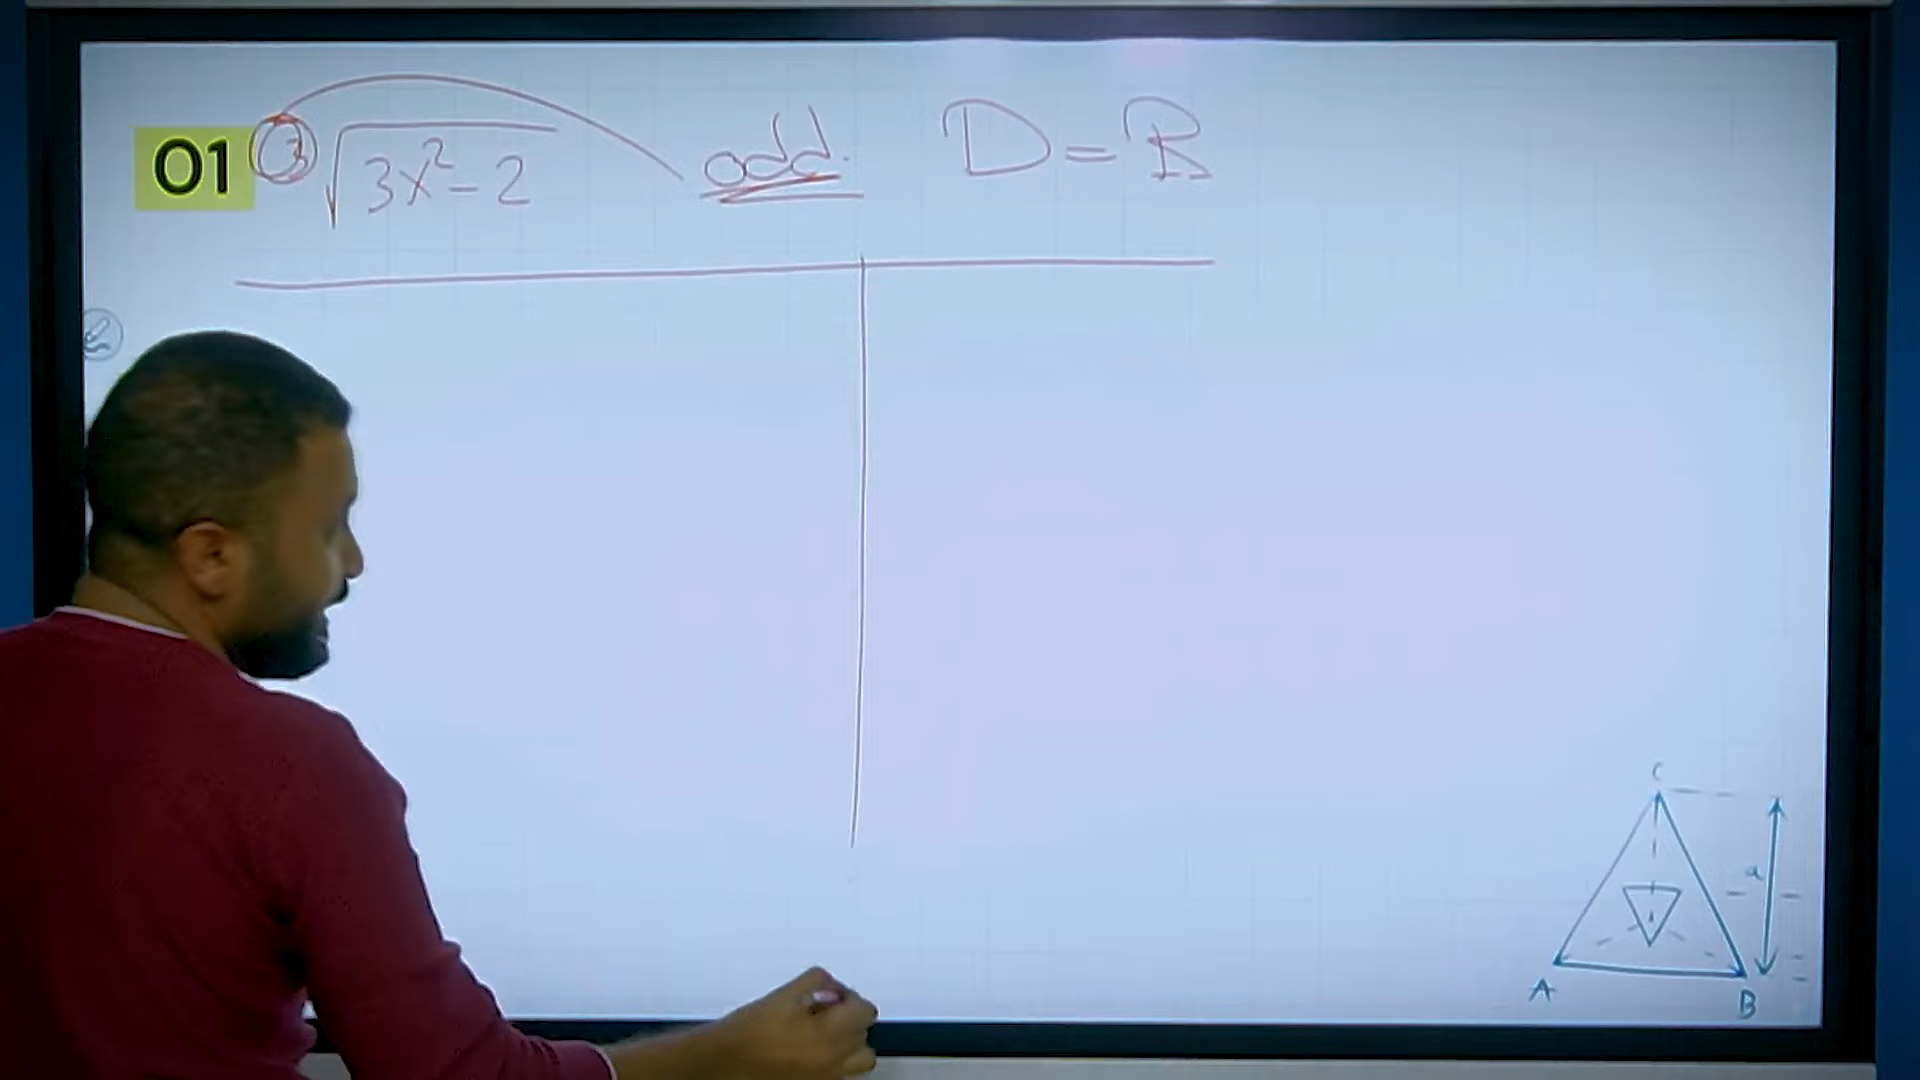 01 ∛(3x²-2) odd. D = R
C
a
A B